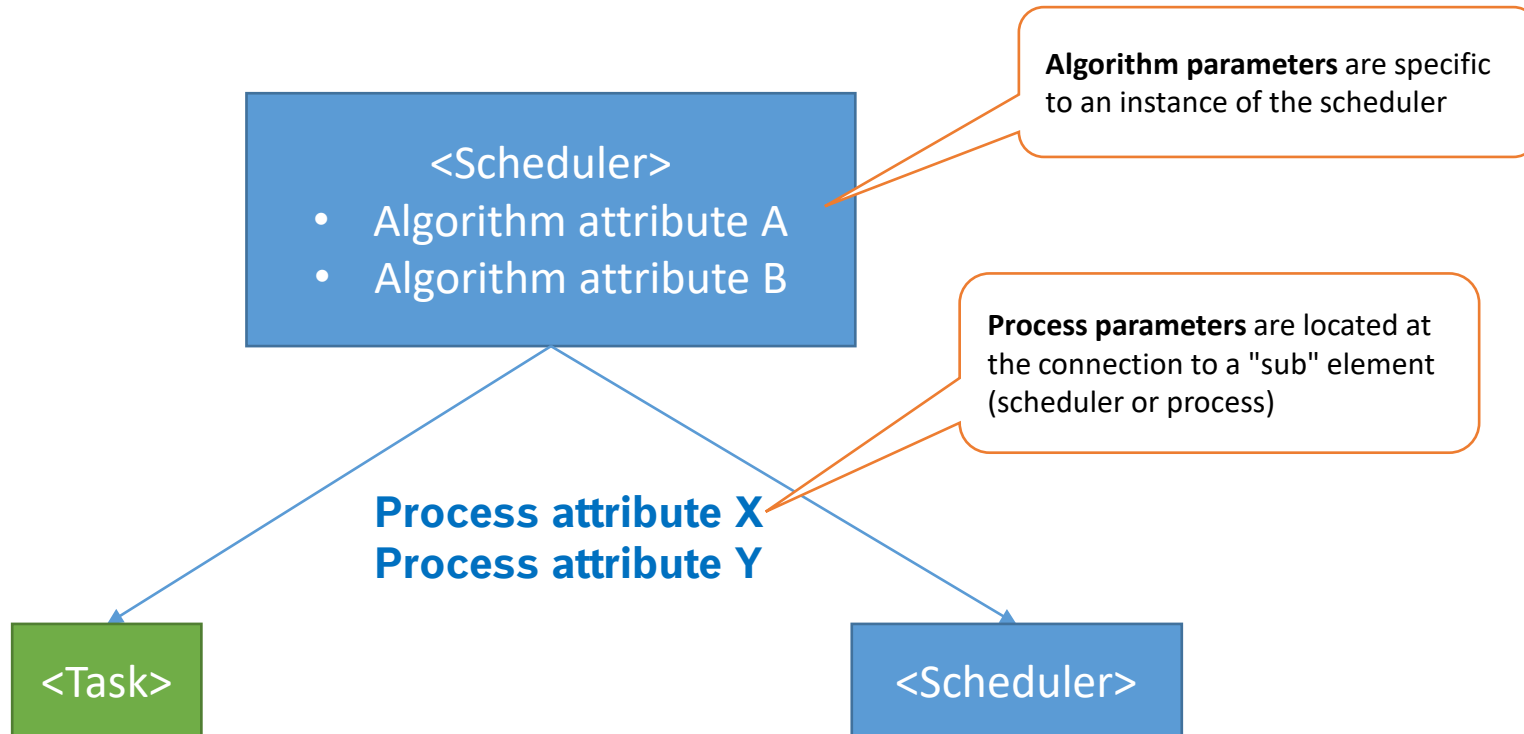 Algorithm parameters are specific
to an instance of the scheduler
<Scheduler>
• Algorithm attribute A
• Algorithm attribute B
Process parameters are located at
the connection to a "sub" element
(scheduler or process)
Process attribute X
Process attribute Y
<Task>
<Scheduler>